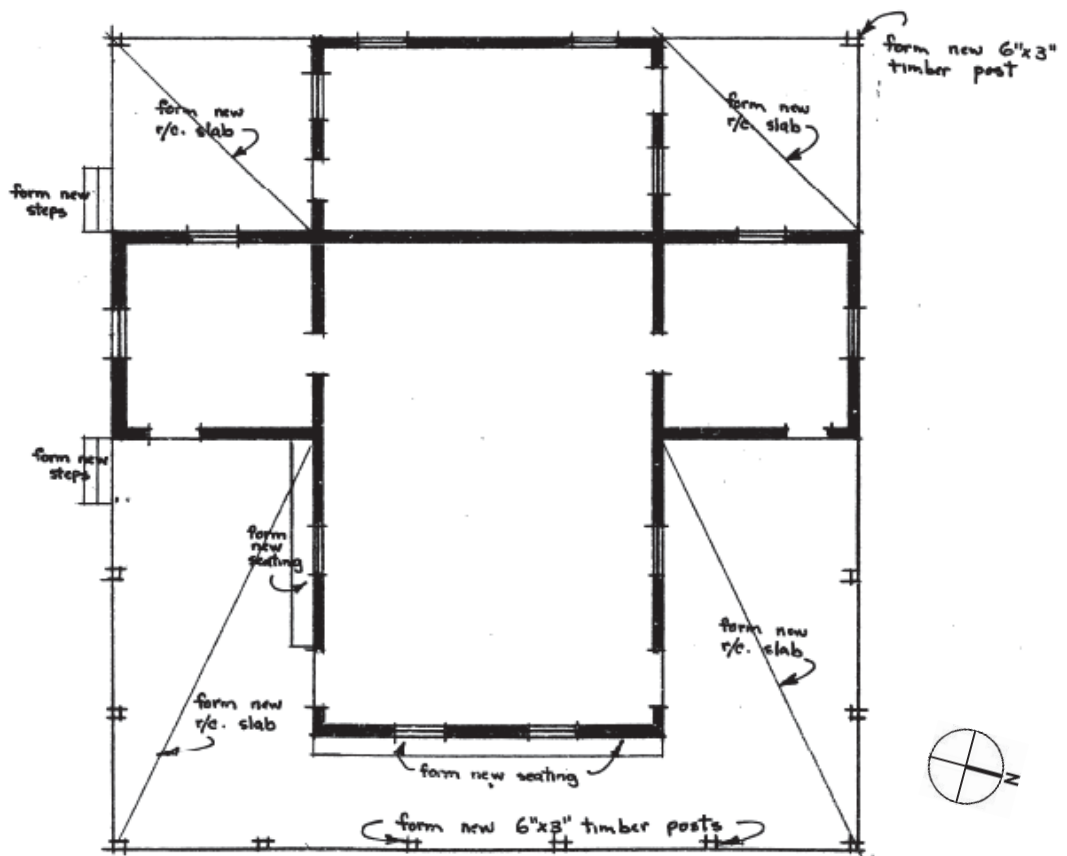 form new 6"x3"
timber post
form new
r/c. slab
form new
r/c. slab
form new
steps
form new
steps
form
new
seating
form new
r/c. slab
form new
r/c. slab
form new seating
N
form new 6"x3" timber posts